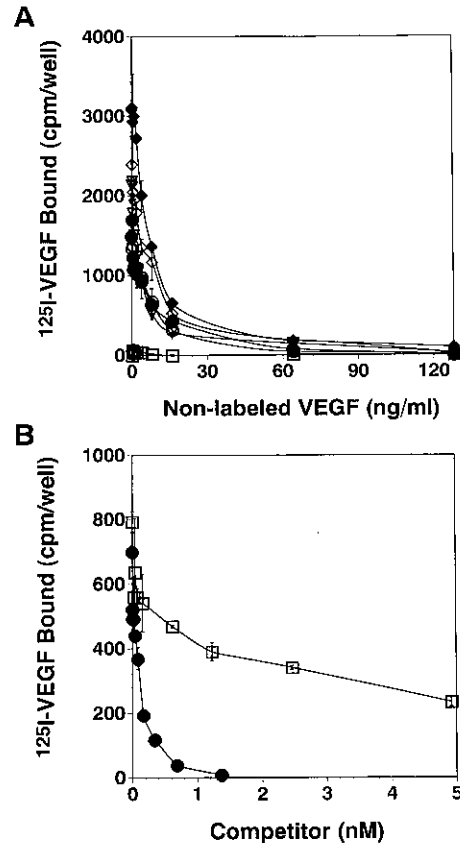 A
4000
3000
2000
1000
0
125I-VEGF Bound (cpm/well)
0 30 60 90 120
Non-labeled VEGF (ng/ml)
B
1000
800
600
400
200
0
125I-VEGF Bound (cpm/well)
0 1 2 3 4 5
Competitor (nM)